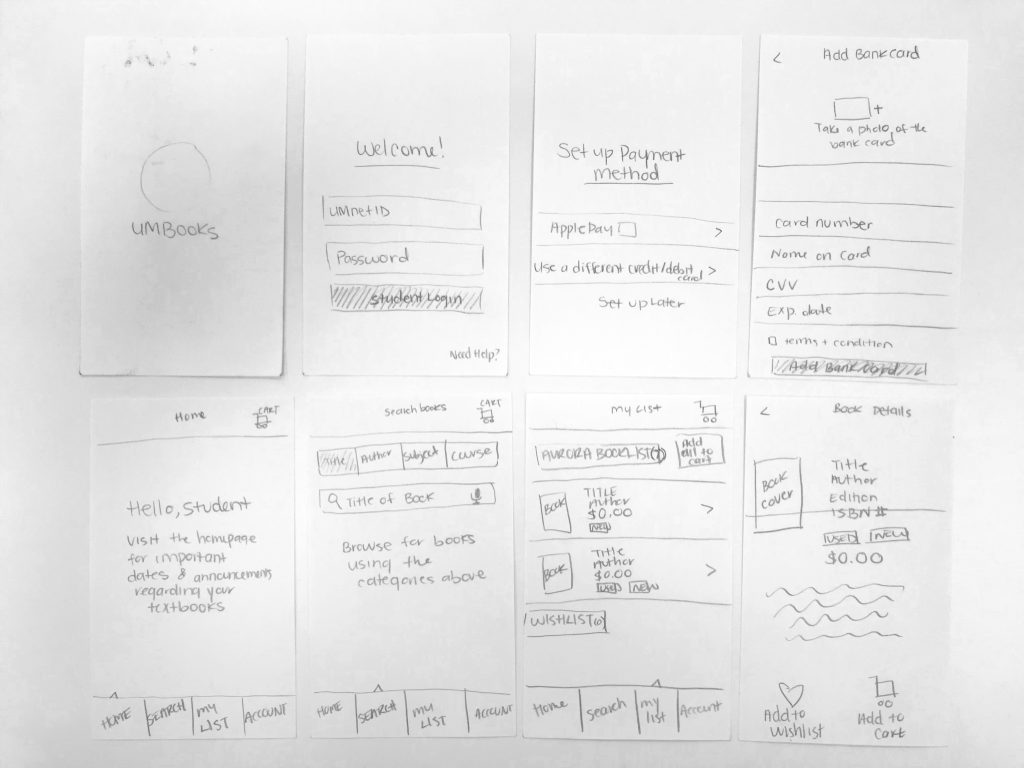 UMBOOKS
Welcome!
UMnetID
Password
Student Login
Need Help?
Set up Payment
Method
Apple Pay
Use a different credit/debit
card
Set up Later
Add Bankcard
Take a photo of the
bank card
Card number
Name on Card
CVV
Exp. date
terms + condition
Add Bank Card
Home
CART
Hello, Student
Visit the homepage
for important
dates & announcements
regarding your
textbooks
HOME
SEARCH
MY
LIST
ACCOUNT
Search books
CART
Title
Author
Subject
Course
Title of Book
Browse for books
using the
categories above
HOME
SEARCH
MY
LIST
ACCOUNT
My List
AURORA BOOKLIST(7)
Add
all to
cart
BOOK
TITLE
Author
$0.00
NEW
BOOK
Title
Author
$0.00
USED
NEW
WISHLIST(0)
Home
Search
My
list
Account
Book Details
BOOK
COVER
Title
Author
Edition
ISBN #
USED
NEW
$0.00
Add to
Wishlist
Add to
Cart